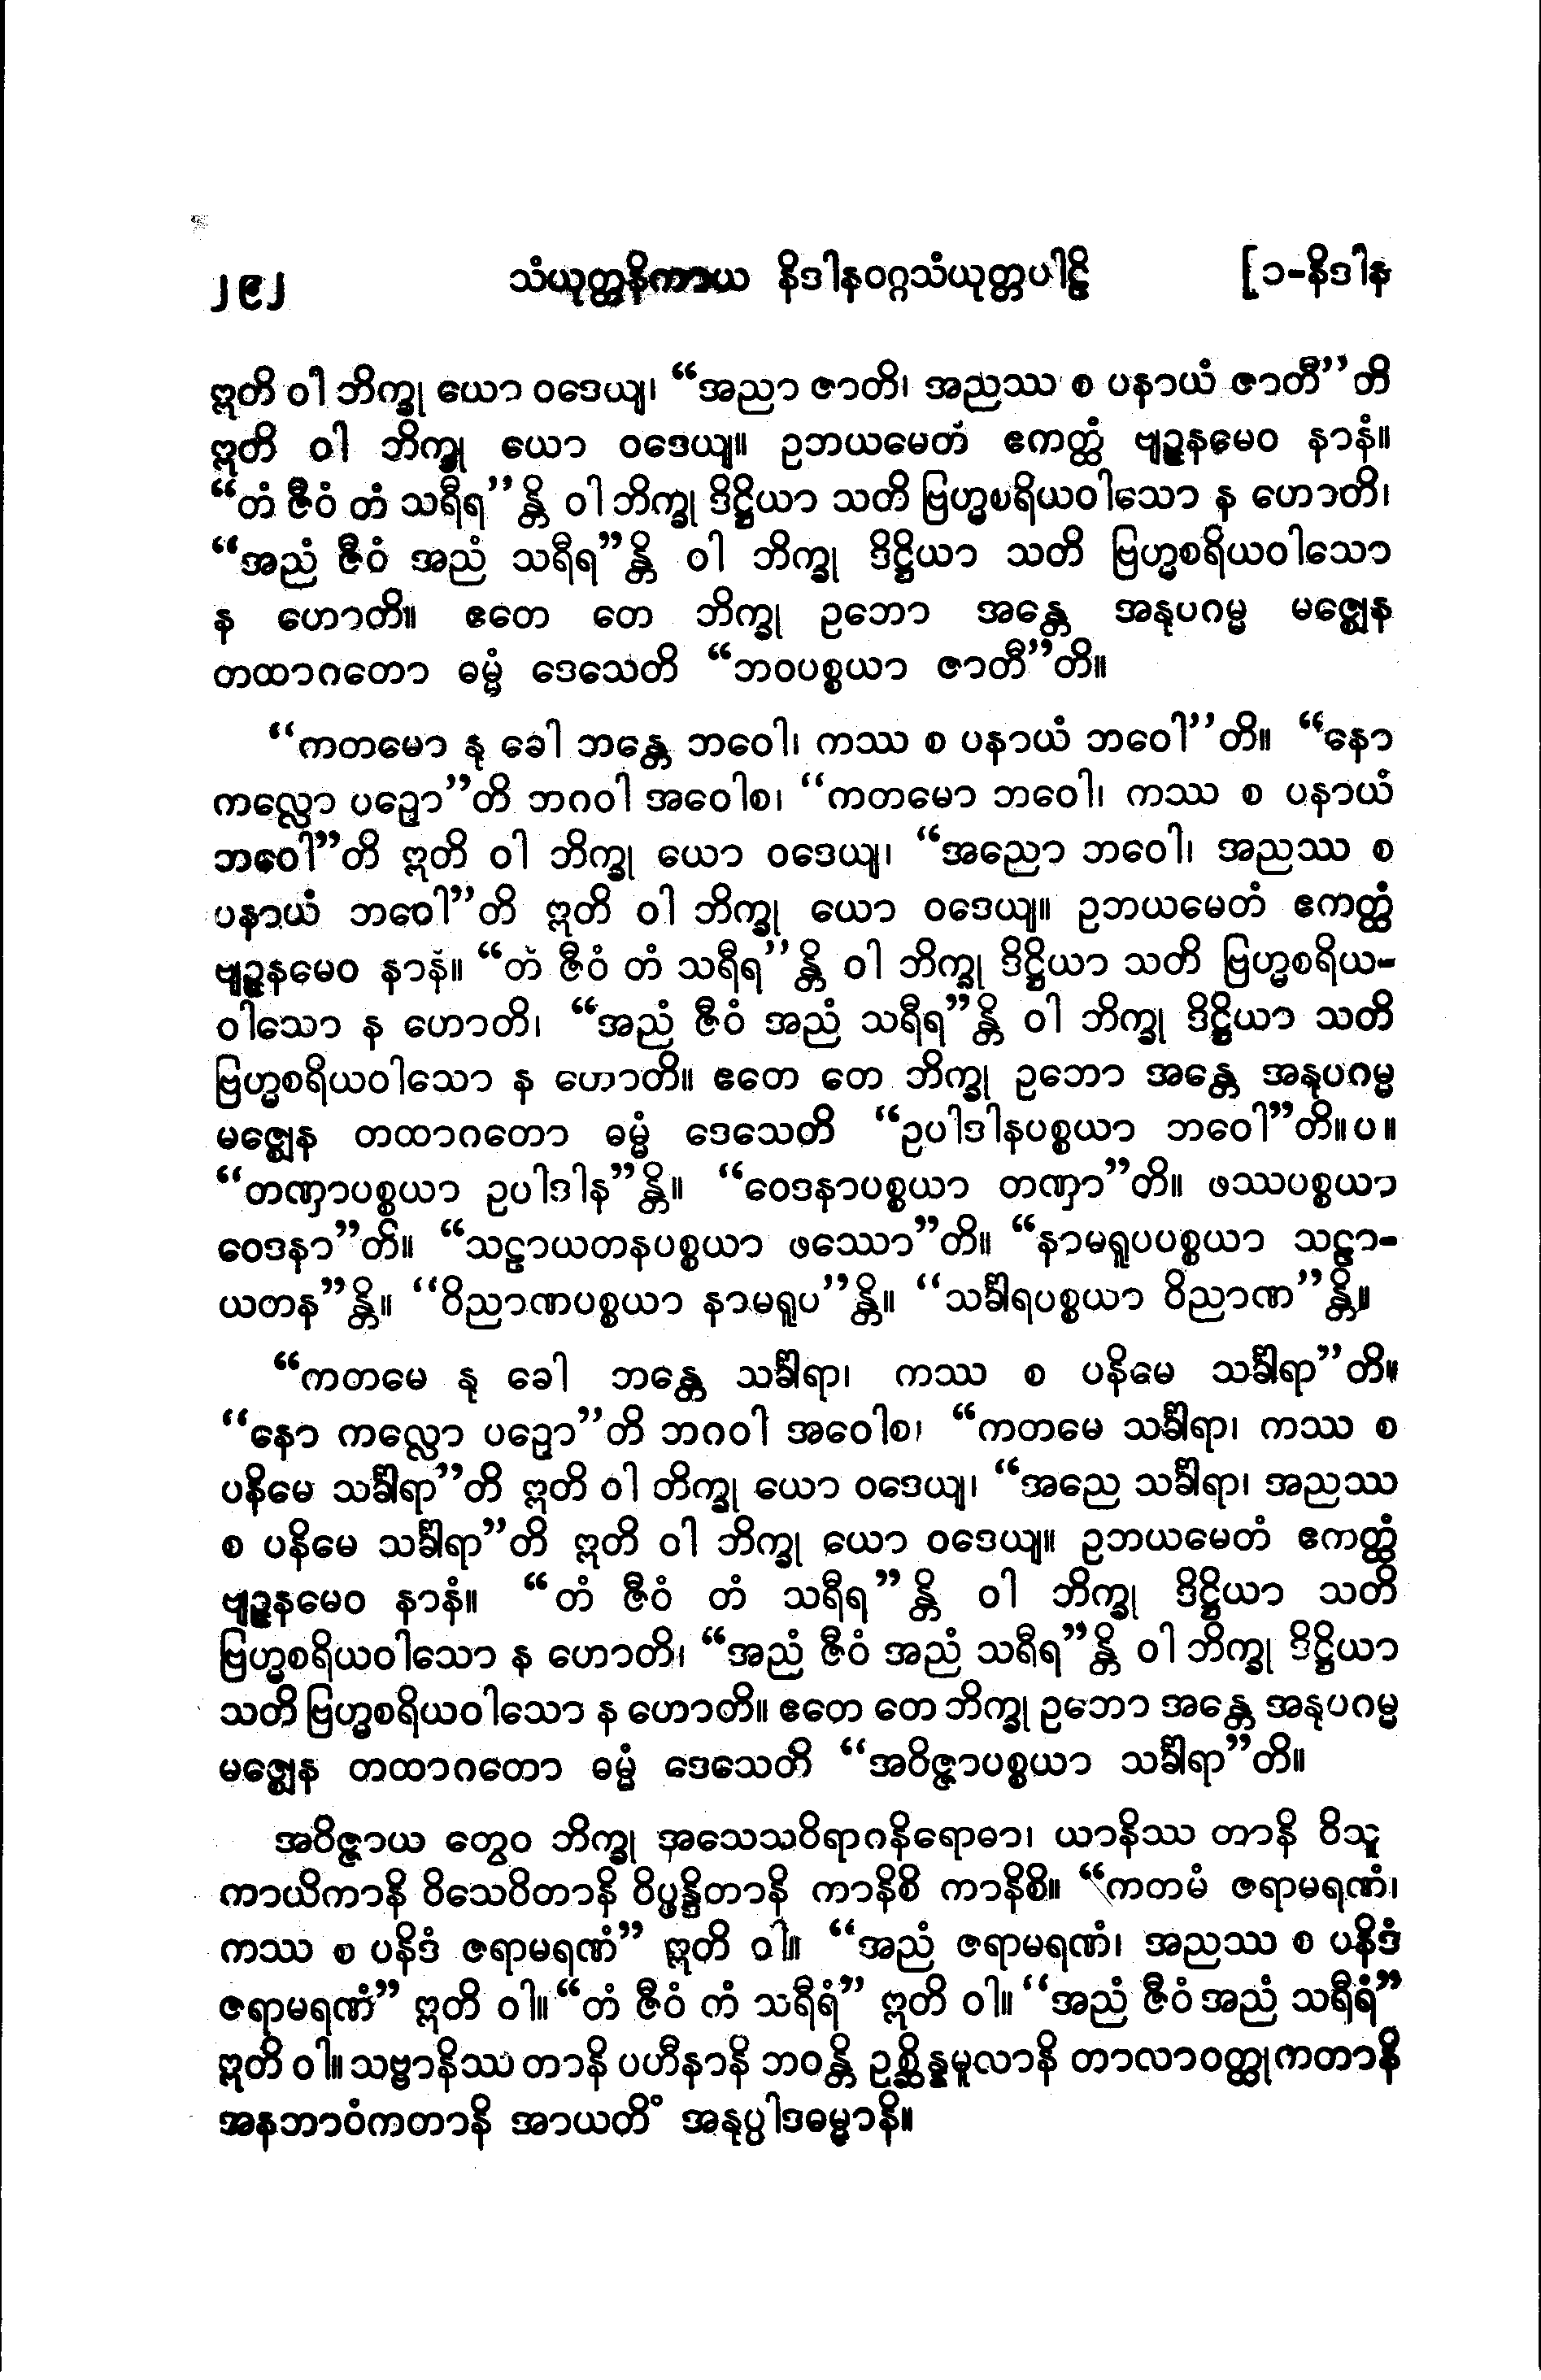 ၂၉၂ သံယုတ္တနိကာယ နိဒါနဝဂ္ဂသံယုတ္တပါဠိ [၁-နိဒါန
ဣတိ ဝါ ဘိက္ခု ယော ဝဒေယျ၊ “အညာ ဇာတိ၊ အညဿ စ ပနာယံ ဇာတီ”တိ
ဣတိ ဝါ ဘိက္ခု ယော ဝဒေယျ။ ဥဘယမေတံ ဧကတ္ထံ ဗျဉ္ဇနမေဝ နာနံ။
“တံ ဇီဝံ တံ သရီရ”န္တိ ဝါ ဘိက္ခု ဒိဋ္ဌိယာ သတိ ဗြဟ္မစရိယဝါသော န ဟောတိ၊
“အညံ ဇီဝံ အညံ သရီရ”န္တိ ဝါ ဘိက္ခု ဒိဋ္ဌိယာ သတိ ဗြဟ္မစရိယဝါသော
န ဟောတိ။ ဧတေ တေ ဘိက္ခု ဥဘော အန္တေ အနုပဂမ္မ မဇ္ဈေန
တထာဂတော ဓမ္မံ ဒေသေတိ “ဘဝပစ္စယာ ဇာတီ”တိ။
“ကတမော နု ခေါ ဘန္တေ ဘဝေါ၊ ကဿ စ ပနာယံ ဘဝေါ”တိ။ “နော
ကလ္လော ပဉှော”တိ ဘဂဝါ အဝေါစ၊ “ကတမော ဘဝေါ၊ ကဿ စ ပနာယံ
ဘဝေါ”တိ ဣတိ ဝါ ဘိက္ခု ယော ဝဒေယျ၊ “အညော ဘဝေါ၊ အညဿ စ
ပနာယံ ဘဝေါ”တိ ဣတိ ဝါ ဘိက္ခု ယော ဝဒေယျ။ ဥဘယမေတံ ဧကတ္ထံ
ဗျဉ္ဇနမေဝ နာနံ။ “တံ ဇီဝံ တံ သရီရ”န္တိ ဝါ ဘိက္ခု ဒိဋ္ဌိယာ သတိ ဗြဟ္မစရိယ-
ဝါသော န ဟောတိ၊ “အညံ ဇီဝံ အညံ သရီရ”န္တိ ဝါ ဘိက္ခု ဒိဋ္ဌိယာ သတိ
ဗြဟ္မစရိယဝါသော န ဟောတိ။ ဧတေ တေ ဘိက္ခု ဥဘော အန္တေ အနုပဂမ္မ
မဇ္ဈေန တထာဂတော ဓမ္မံ ဒေသေတိ “ဥပါဒါနပစ္စယာ ဘဝေါ”တိ။ပ။
“တဏှာပစ္စယာ ဥပါဒါန”န္တိ။ “ဝေဒနာပစ္စယာ တဏှာ”တိ။ ဖဿပစ္စယာ
ဝေဒနာ”တိ။ “သဠာယတနပစ္စယာ ဖဿော”တိ။ “နာမရူပပစ္စယာ သဠာ-
ယတန”န္တိ။ “ဝိညာဏပစ္စယာ နာမရူပ”န္တိ။ “သင်္ခါရပစ္စယာ ဝိညာဏ”န္တိ။
“ကတမေ နု ခေါ ဘန္တေ သင်္ခါရာ၊ ကဿ စ ပနိမေ သင်္ခါရာ”တိ။
“နော ကလ္လော ပဉှော”တိ ဘဂဝါ အဝေါစ၊ “ကတမေ သင်္ခါရာ၊ ကဿ စ
ပနိမေ သင်္ခါရာ”တိ ဣတိ ဝါ ဘိက္ခု ယော ဝဒေယျ၊ “အညေ သင်္ခါရာ၊ အညဿ
စ ပနိမေ သင်္ခါရာ”တိ ဣတိ ဝါ ဘိက္ခု ယော ဝဒေယျ။ ဥဘယမေတံ ဧကတ္ထံ
ဗျဉ္ဇနမေဝ နာနံ။ “တံ ဇီဝံ တံ သရီရ”န္တိ ဝါ ဘိက္ခု ဒိဋ္ဌိယာ သတိ
ဗြဟ္မစရိယဝါသော န ဟောတိ၊ “အညံ ဇီဝံ အညံ သရီရ”န္တိ ဝါ ဘိက္ခု ဒိဋ္ဌိယာ
သတိ ဗြဟ္မစရိယဝါသော န ဟောတိ။ ဧတေ တေ ဘိက္ခု ဥဘော အန္တေ အနုပဂမ္မ
မဇ္ဈေန တထာဂတော ဓမ္မံ ဒေသေတိ “အဝိဇ္ဇာပစ္စယာ သင်္ခါရာ”တိ။
အဝိဇ္ဇာယ တွေဝ ဘိက္ခု အသေသဝိရာဂနိရောဓာ၊ ယာနိဿ တာနိ ဝိသူ
ကာယိကာနိ ဝိသေဝိတာနိ ဝိပ္ဖန္ဒိတာနိ ကာနိစိ ကာနိစိ။ “ကတမံ ဇရာမရဏံ၊
ကဿ စ ပနိဒံ ဇရာမရဏံ” ဣတိ ဝါ။ “အညံ ဇရာမရဏံ၊ အညဿ စ ပနိဒံ
ဇရာမရဏံ” ဣတိ ဝါ။ “တံ ဇီဝံ တံ သရီရံ” ဣတိ ဝါ။ “အညံ ဇီဝံ အညံ သရီရံ”
ဣတိ ဝါ။ သဗ္ဗာနိဿ တာနိ ပဟီနာနိ ဘဝန္တိ ဥစ္ဆိန္နမူလာနိ တာလာဝတ္ထုကတာနိ
အနဘာဝံကတာနိ အာယတိံ အနုပ္ပါဒဓမ္မာနိ။